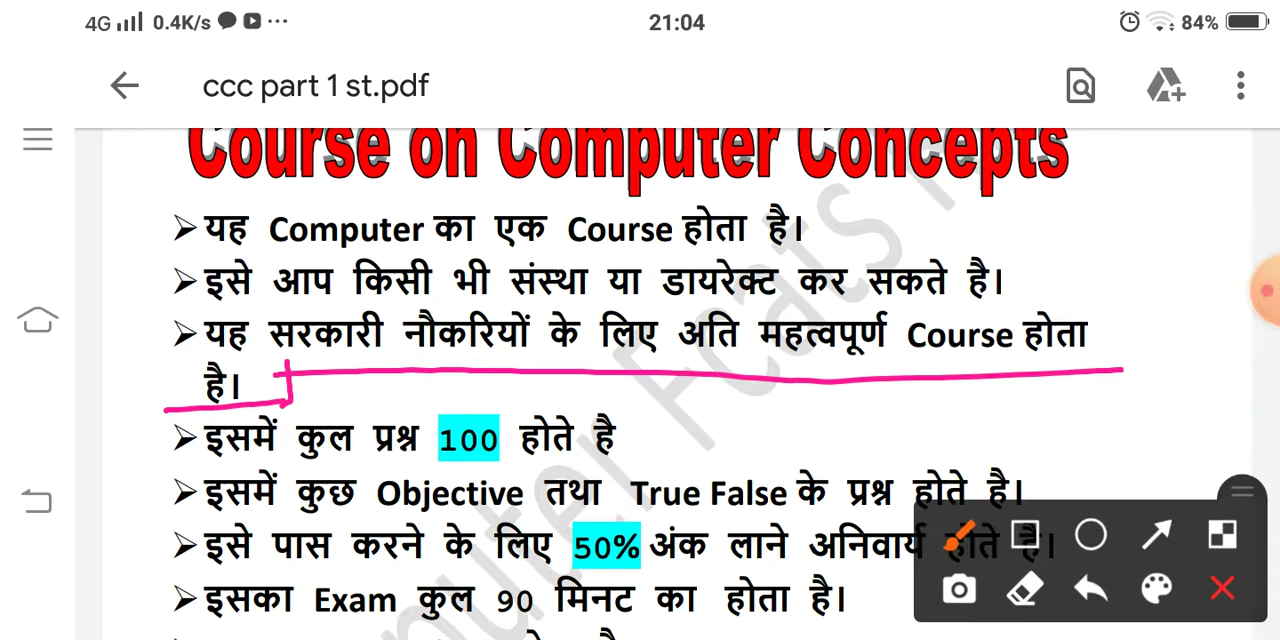 4G 0.4K/s 21:04 84%
ccc part 1 st.pdf
Course on Computer Concepts
➢ यह Computer का एक Course होता है।
➢ इसे आप किसी भी संस्था या डायरेक्ट कर सकते है।
➢ यह सरकारी नौकरियों के लिए अति महत्वपूर्ण Course होता
है।
➢ इसमें कुल प्रश्न 100 होते है
➢ इसमें कुछ Objective तथा True False के प्रश्न होते है।
➢ इसे पास करने के लिए 50% अंक लाने अनिवार्य होते है।
➢ इसका Exam कुल 90 मिनट का होता है।